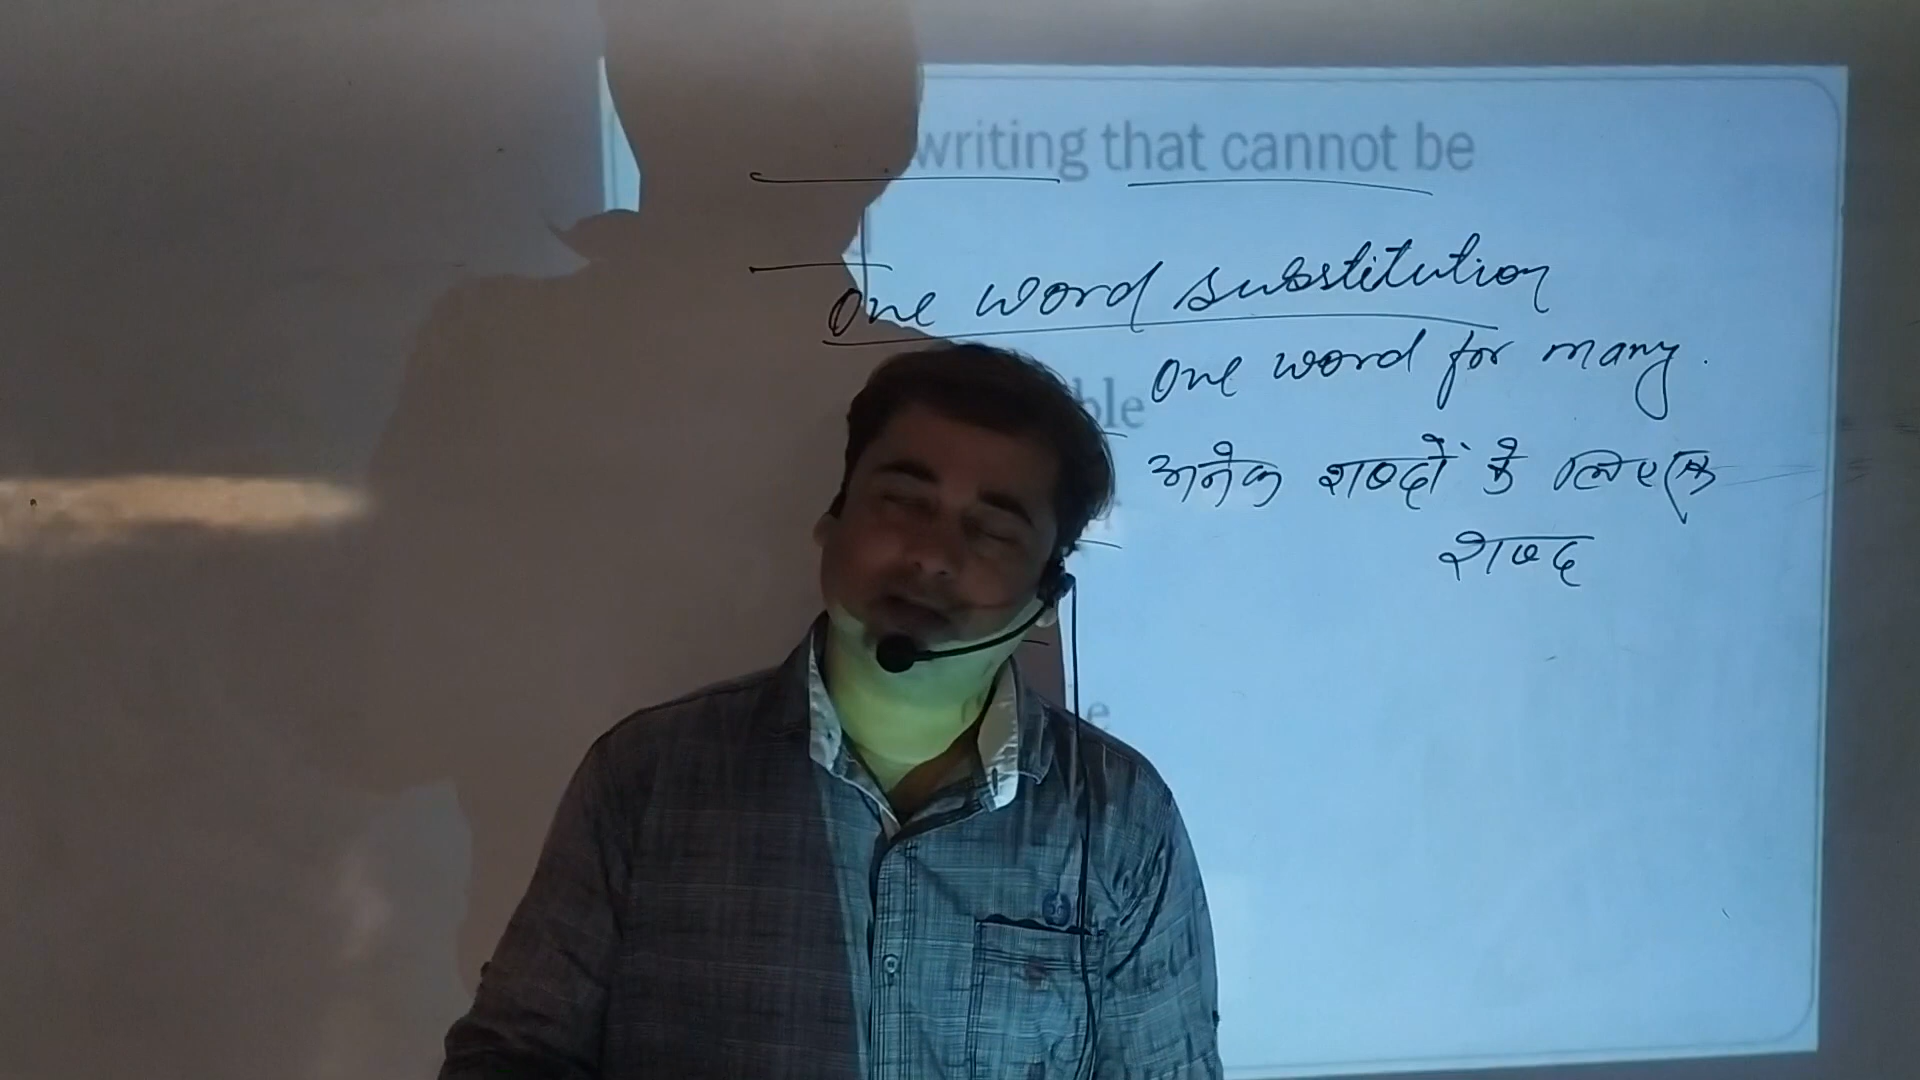 writing that cannot be
One word substitution
One word for many.
अनेक शब्दों के लिए एक
शब्द